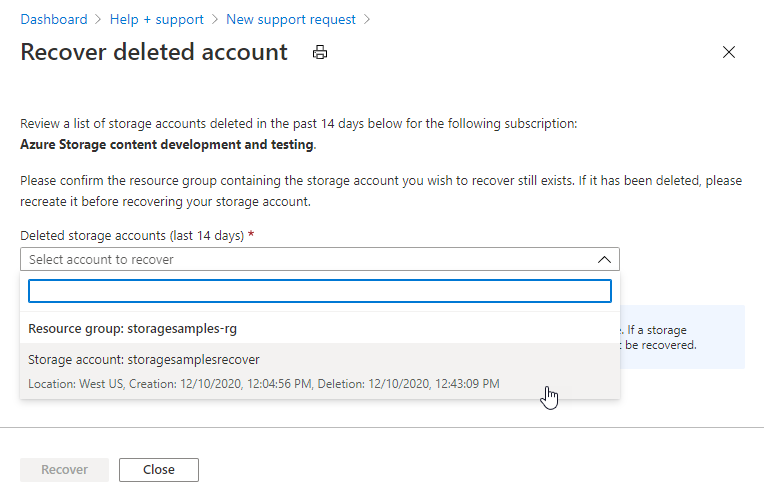 Dashboard > Help + support > New support request >
Recover deleted account
Review a list of storage accounts deleted in the past 14 days below for the following subscription:
Azure Storage content development and testing.
Please confirm the resource group containing the storage account you wish to recover still exists. If it has been deleted, please
recreate it before recovering your storage account.
Deleted storage accounts (last 14 days) *
Select account to recover
Resource group: storagesamples-rg
. If a storage
Storage account: storagesamplesrecover
be recovered.
Location: West US, Creation: 12/10/2020, 12:04:56 PM, Deletion: 12/10/2020, 12:43:09 PM
Recover
Close